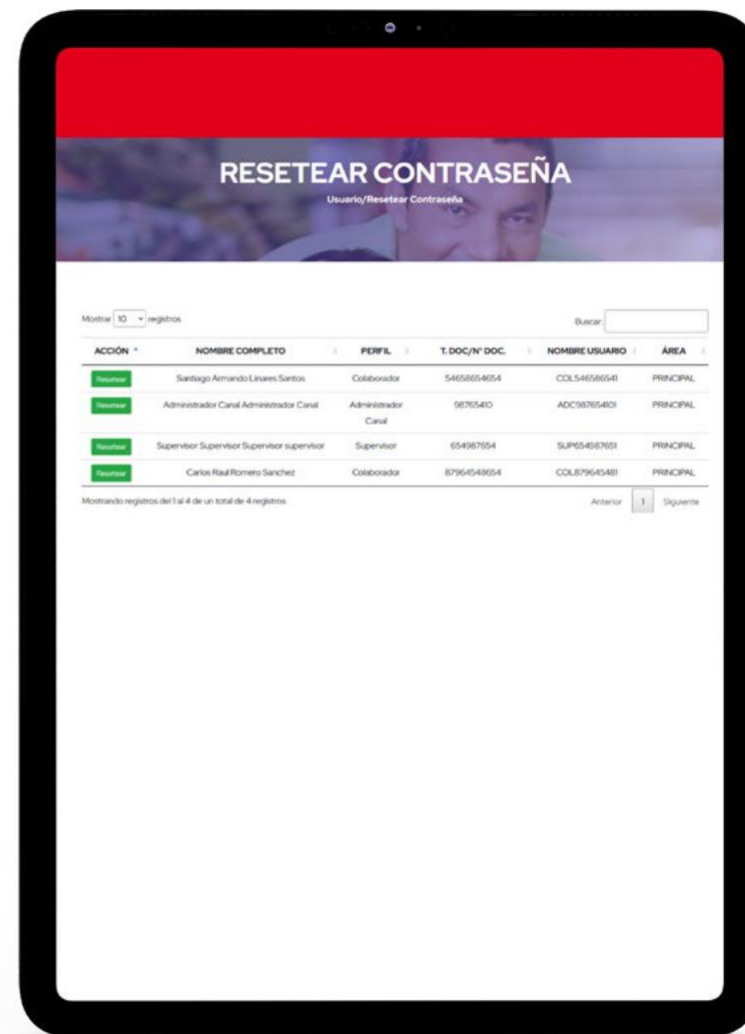 RESETEAR CONTRASEÑA
Usuario/Resetear Contraseña
Mostrar 10 registros Buscar:
ACCIÓN NOMBRE COMPLETO PERFIL T. DOC/N° DOC. NOMBRE USUARIO ÁREA
Resetear Santiago Armando Linares Santos Colaborador 54658654654 COL546586541 PRINCIPAL
Resetear Administrador Canal Administrador Canal Administrador Canal 98765410 ADC987654101 PRINCIPAL
Resetear Supervisor Supervisor Supervisor supervisor Supervisor 654987654 SUP654987651 PRINCIPAL
Resetear Carlos Raul Romero Sanchez Colaborador 87964548654 COL879645481 PRINCIPAL
Mostrando registros del 1 al 4 de un total de 4 registros Anterior 1 Siguiente